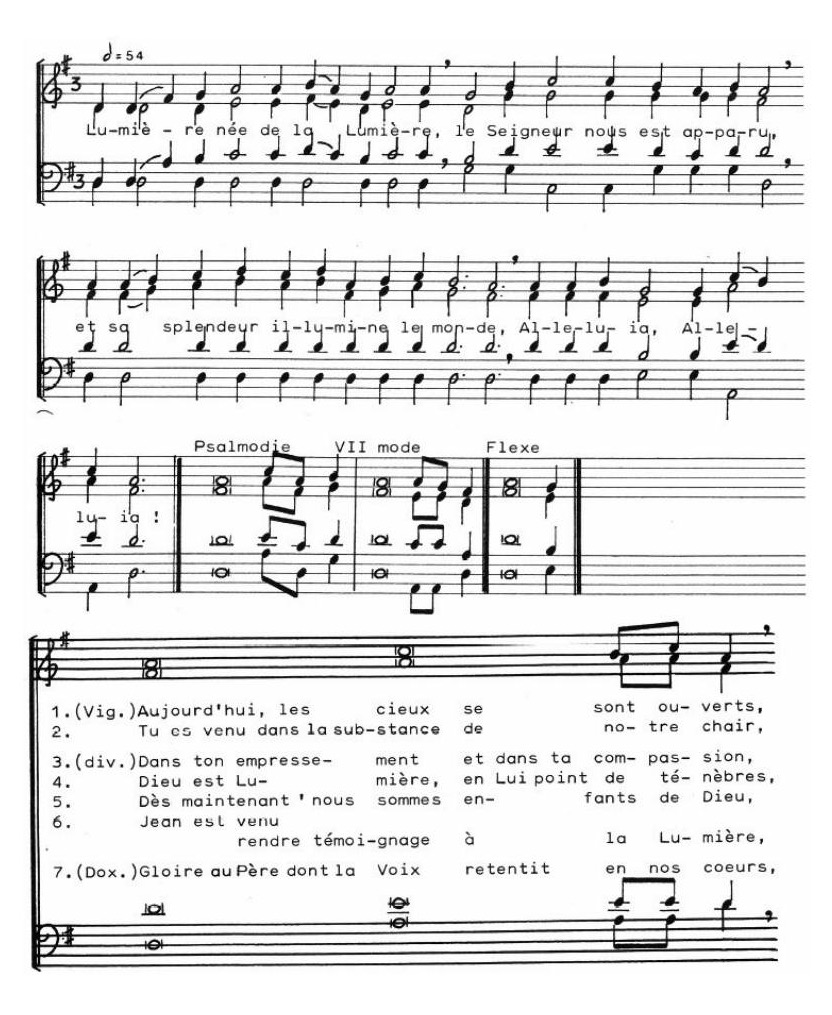 = 54
3
Lu-miè - re née de la Lumiè-re, le Seigneur nous est ap-pa-ru,
3
et sa splendeur il-lu-mi-ne le mon-de, Al-le-lu- ia, Al-le -
Psalmodie VII mode Flexe
lu- ia !
1.(Vig.)Aujourd'hui, les cieux se sont ou- verts,
2. Tu es venu dans la sub-stance de no- tre chair,
3.(div.)Dans ton empresse- ment et dans ta com- pas- sion,
4. Dieu est Lu- mière, en Lui point de té- nèbres,
5. Dès maintenant ' nous sommes en- fants de Dieu,
6. Jean est venu
rendre témoi-gnage à la Lu- mière,
7.(Dox.)Gloire au Père dont la Voix retentit en nos coeurs,